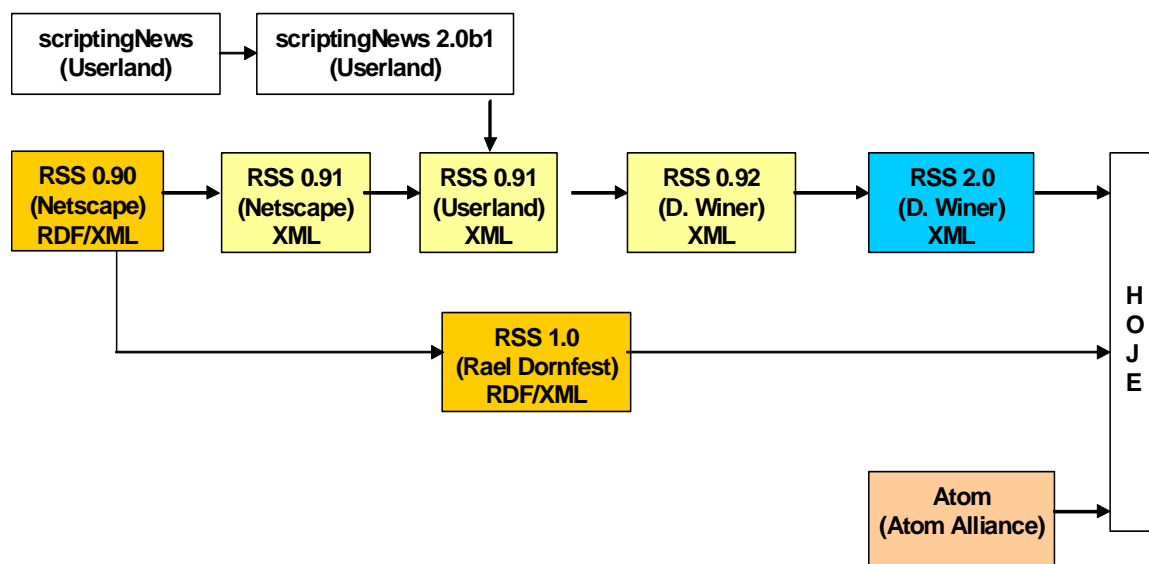 scriptingNews
(Userland)
scriptingNews 2.0b1
(Userland)
RSS 0.90
(Netscape)
RDF/XML
RSS 0.91
(Netscape)
XML
RSS 0.91
(Userland)
XML
RSS 0.92
(D. Winer)
XML
RSS 2.0
(D. Winer)
XML
H
O
J
E
RSS 1.0
(Rael Dornfest)
RDF/XML
Atom
(Atom Alliance)